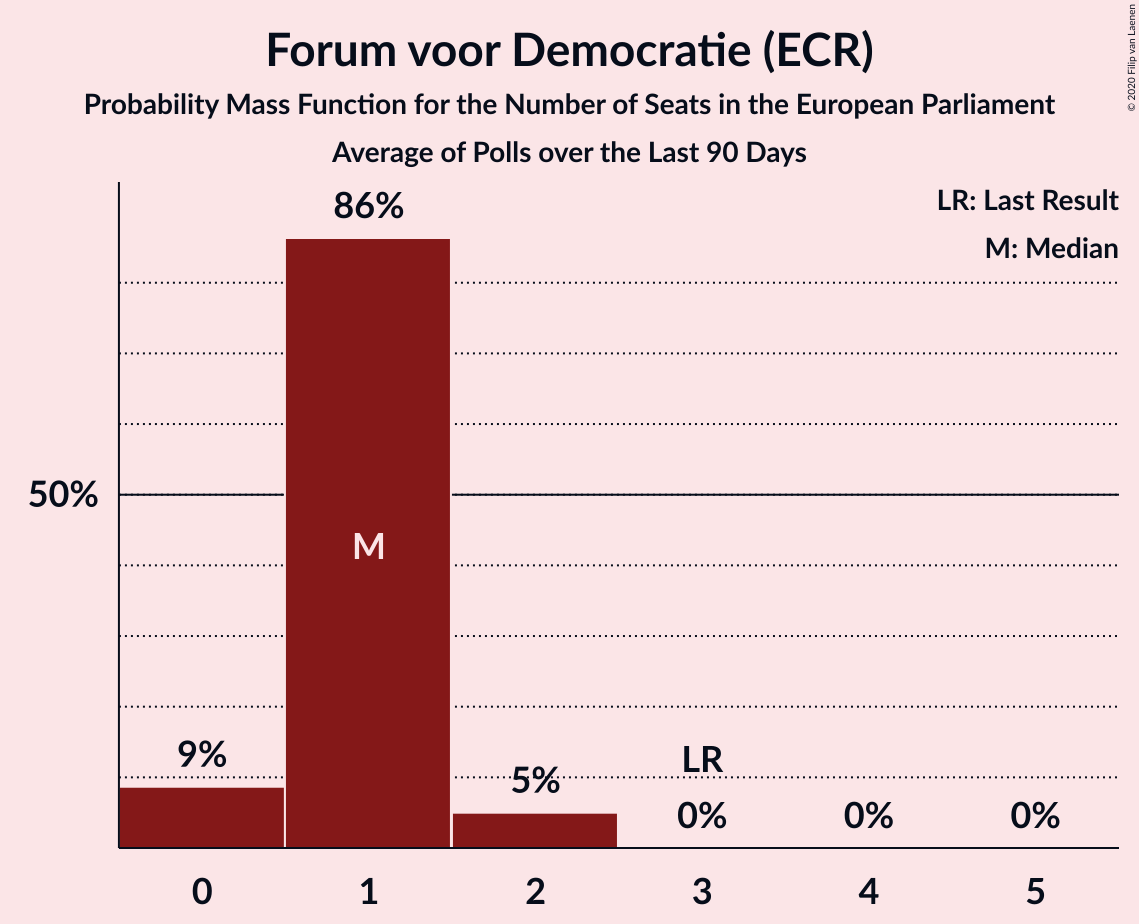 Forum voor Democratie (ECR)
Probability Mass Function for the Number of Seats in the European Parliament
Average of Polls over the Last 90 Days
© 2020 Filip van Laenen
LR: Last Result
M: Median
86%
50%
M
9%
5%
LR
0%
0%
0%
0
1
2
3
4
5